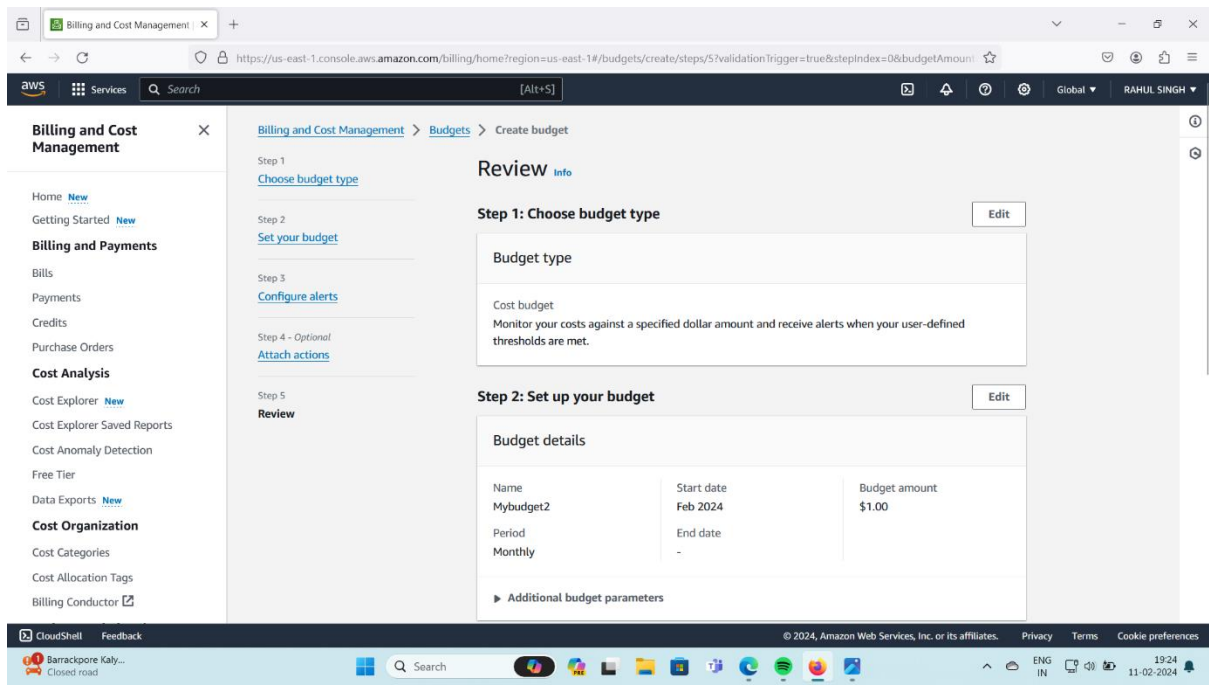 Billing and Cost Management
https://us-east-1.console.aws.amazon.com/billing/home?region=us-east-1#/budgets/create/steps/5?validationTrigger=true&stepIndex=0&budgetAmount
aws
Services
Search
[Alt+S]
Global
RAHUL SINGH
Billing and Cost
Management
Home New
Getting Started New
Billing and Payments
Bills
Payments
Credits
Purchase Orders
Cost Analysis
Cost Explorer New
Cost Explorer Saved Reports
Cost Anomaly Detection
Free Tier
Data Exports New
Cost Organization
Cost Categories
Cost Allocation Tags
Billing Conductor
Billing and Cost Management > Budgets > Create budget
Step 1
Choose budget type
Step 2
Set your budget
Step 3
Configure alerts
Step 4 - Optional
Attach actions
Step 5
Review
Review Info
Step 1: Choose budget type
Edit
Budget type
Cost budget
Monitor your costs against a specified dollar amount and receive alerts when your user-defined
thresholds are met.
Step 2: Set up your budget
Edit
Budget details
Name
Mybudget2
Period
Monthly
Start date
Feb 2024
End date
-
Budget amount
$1.00
Additional budget parameters
CloudShell
Feedback
© 2024, Amazon Web Services, Inc. or its affiliates.
Privacy
Terms
Cookie preferences
Barrackpore Kaly...
Closed road
Search
ENG
IN
19:24
11-02-2024